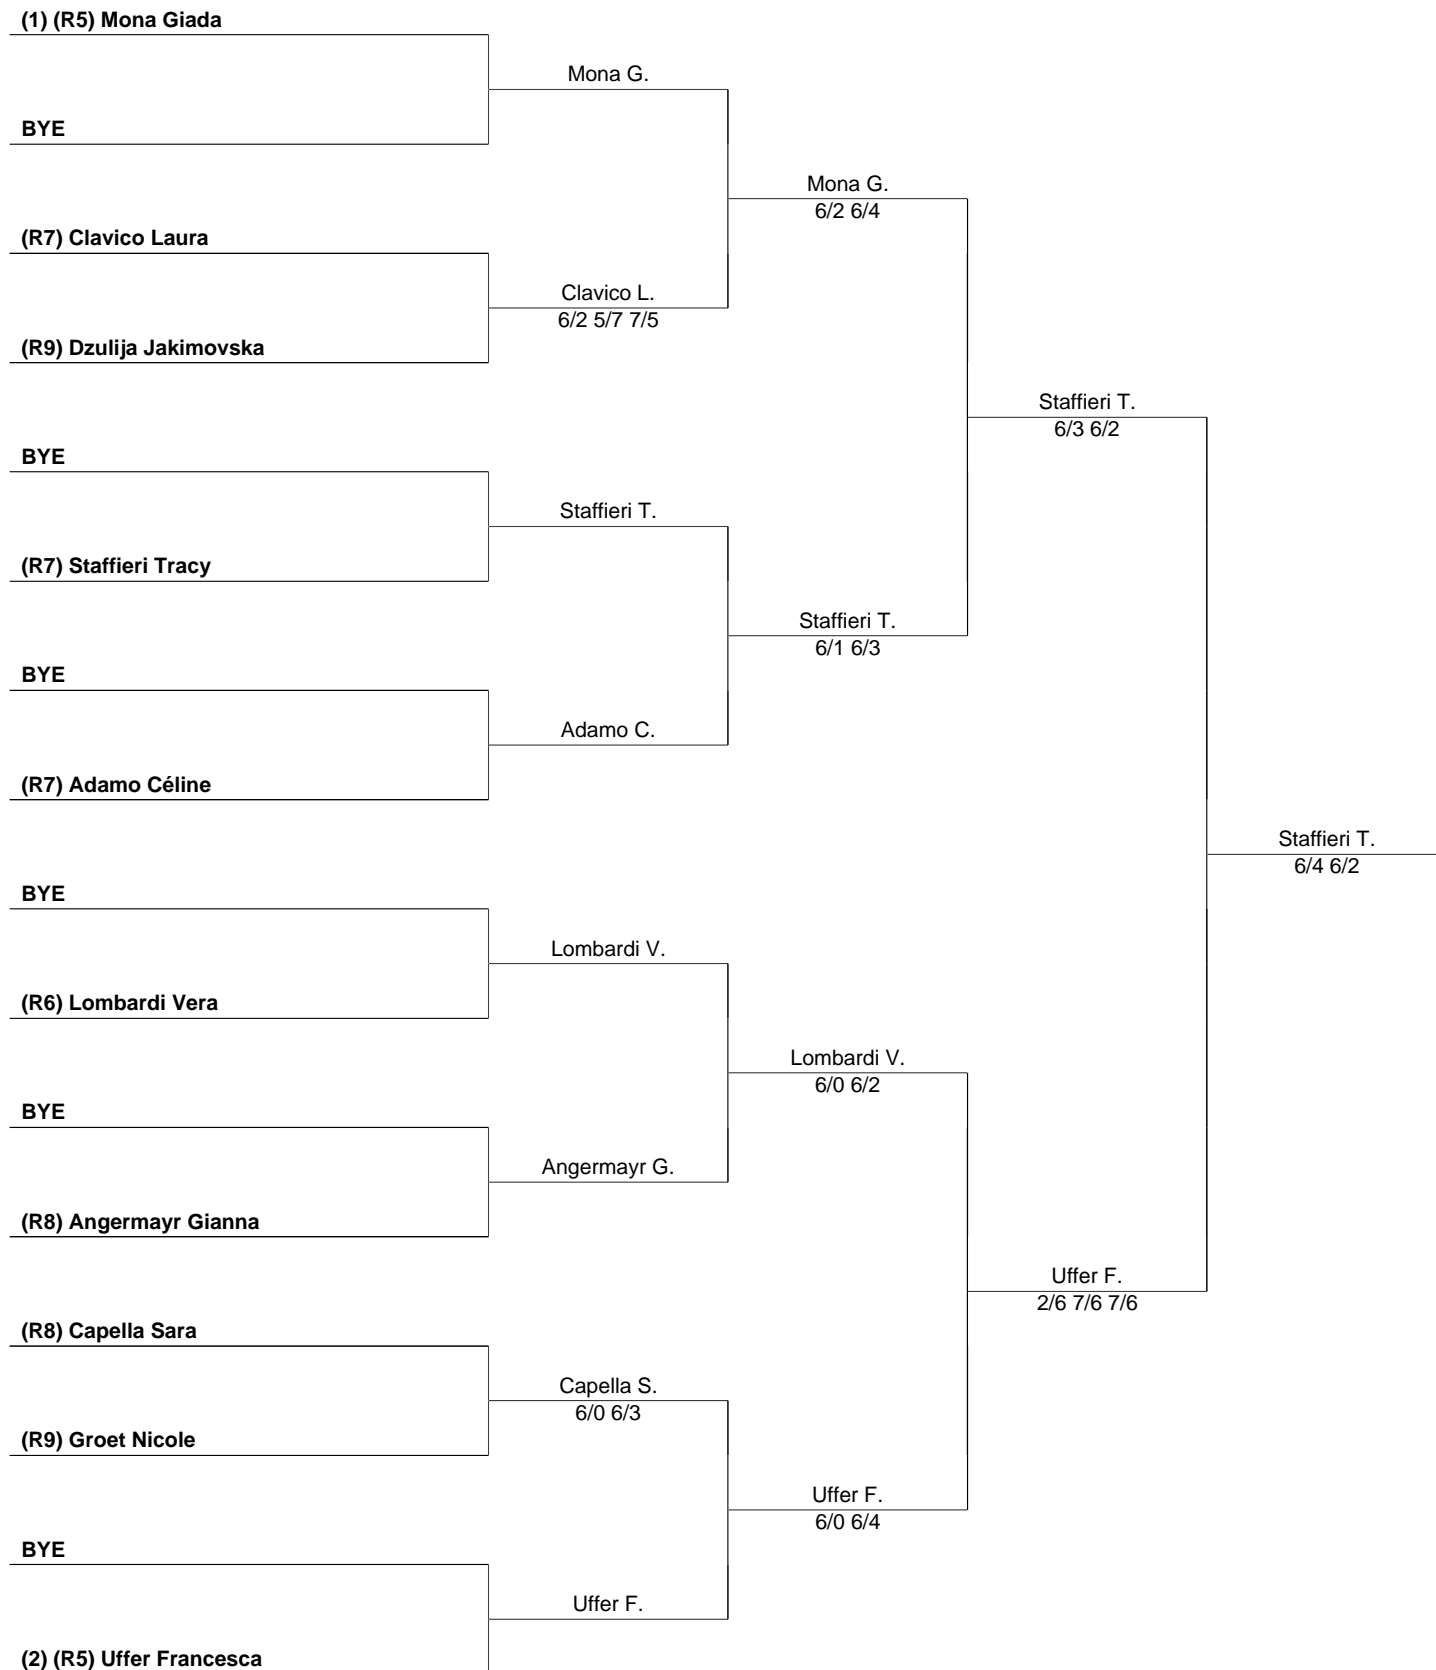 (1) (R5) Mona Giada
Mona G.
BYE
Mona G.
6/2 6/4
(R7) Clavico Laura
Clavico L.
6/2 5/7 7/5
(R9) Dzulija Jakimovska
Staffieri T.
6/3 6/2
BYE
Staffieri T.
(R7) Staffieri Tracy
Staffieri T.
6/1 6/3
BYE
Adamo C.
(R7) Adamo Céline
Staffieri T.
6/4 6/2
BYE
Lombardi V.
(R6) Lombardi Vera
Lombardi V.
6/0 6/2
BYE
Angermayr G.
(R8) Angermayr Gianna
Uffer F.
2/6 7/6 7/6
(R8) Capella Sara
Capella S.
6/0 6/3
(R9) Groet Nicole
Uffer F.
6/0 6/4
BYE
Uffer F.
(2) (R5) Uffer Francesca